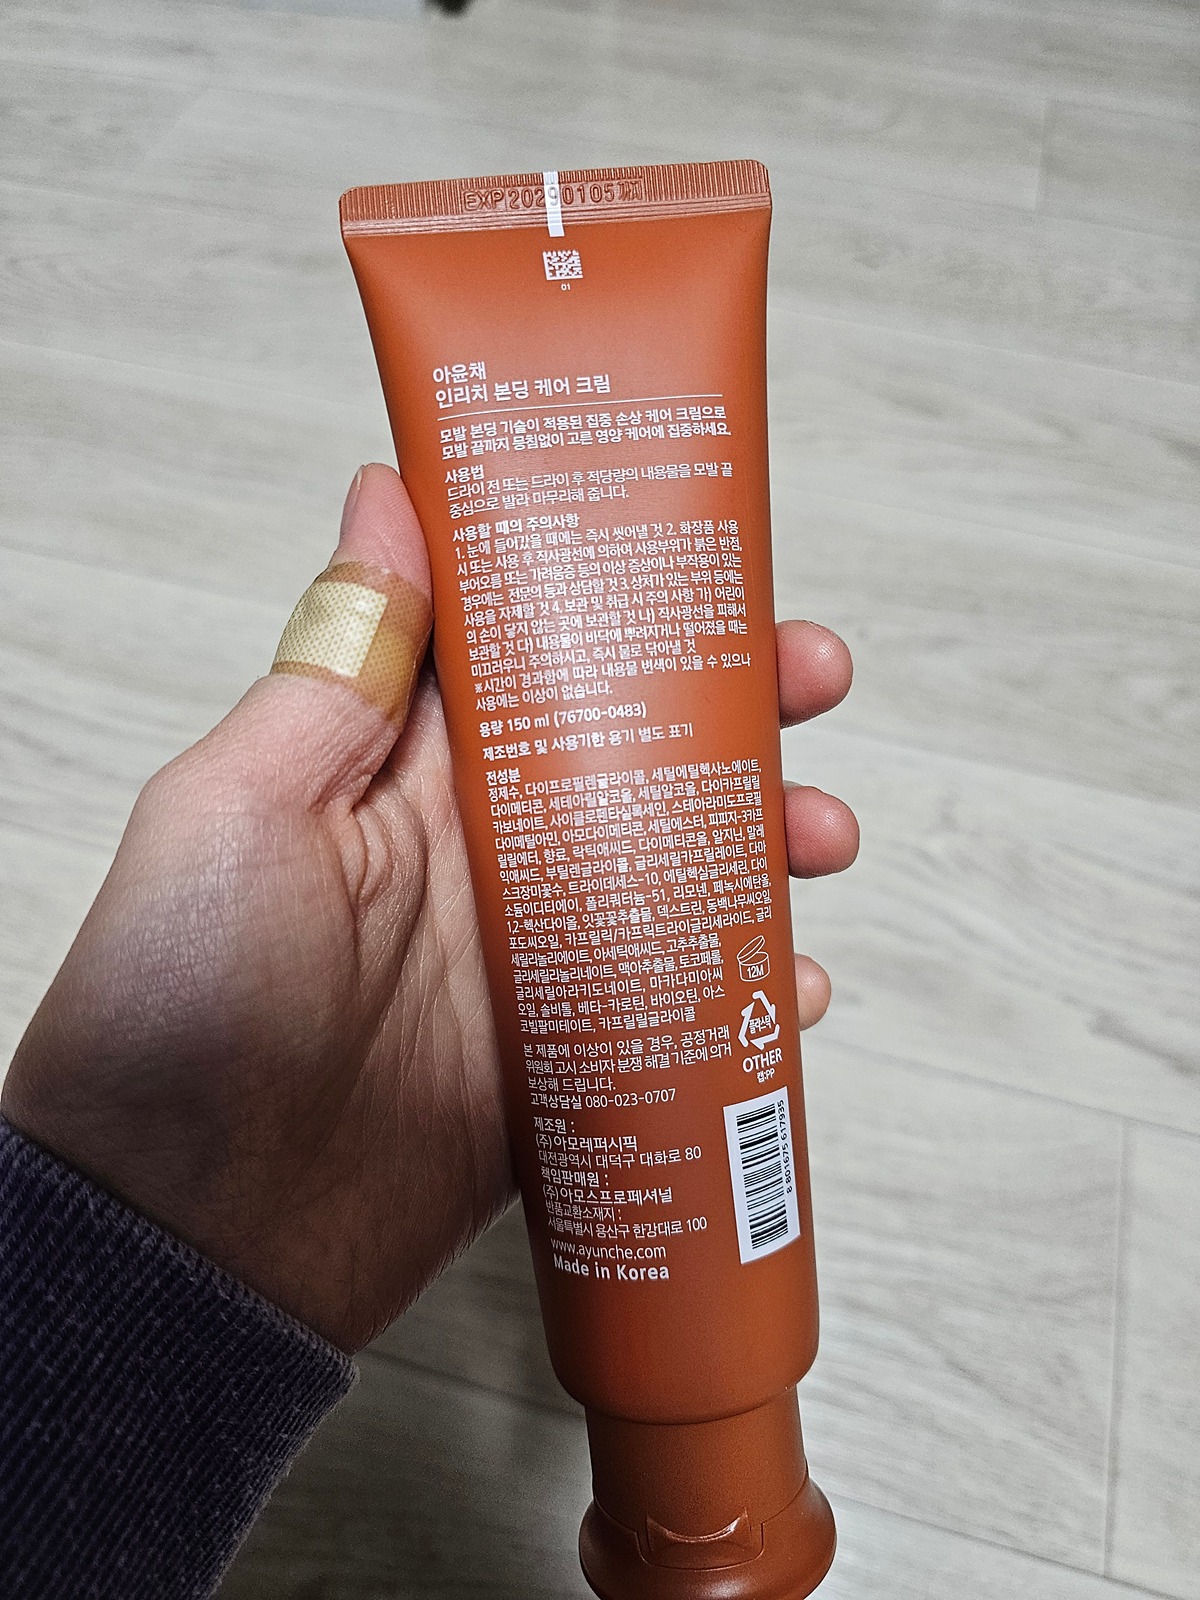 EXP 20290105까지
01
아윤채
인리치 본딩 케어 크림
모발 본딩 기술이 적용된 집중 손상 케어 크림으로
모발 끝까지 뭉침없이 고른 영양 케어에 집중하세요.
사용법
드라이 전 또는 드라이 후 적당량의 내용물을 모발 끝
중심으로 발라 마무리해 줍니다.
사용할 때의 주의사항
1. 눈에 들어갔을 때에는 즉시 씻어낼 것 2. 화장품 사용
시 또는 사용 후 직사광선에 의하여 사용부위가 붉은 반점,
부어오름 또는 가려움증 등의 이상 증상이나 부작용이 있는
경우에는 전문의 등과 상담할 것 3. 상처가 있는 부위 등에는
사용을 자제할 것 4. 보관 및 취급 시 주의 사항 가) 어린이
의 손이 닿지 않는 곳에 보관할 것 나) 직사광선을 피해서
보관할 것 다) 내용물이 바닥에 뿌려지거나 떨어졌을 때는
미끄러우니 주의하시고, 즉시 물로 닦아낼 것
※시간이 경과함에 따라 내용물 변색이 있을 수 있으나
사용에는 이상이 없습니다.
용량 150 ml (76700-0483)
제조번호 및 사용기한 용기 별도 표기
전성분
정제수, 다이프로필렌글라이콜, 세틸에틸헥사노에이트,
다이메티콘, 세테아릴알코올, 세틸알코올, 다이카프릴릴
카보네이트, 사이클로펜타실록세인, 스테아라미도프로필
다이메틸아민, 아모다이메티콘, 세틸에스터, 피피지-3카프
릴릴에터, 향료, 락틱애씨드, 다이메티콘올, 알지닌, 말레
익애씨드, 부틸렌글라이콜, 글리세릴카프릴레이트, 다마
스크장미꽃수, 트라이데세스-10, 에틸헥실글리세린, 다이
소듐이디티에이, 폴리쿼터늄-51, 리모넨, 페녹시에탄올,
1,2-헥산다이올, 잇꽃꽃추출물, 덱스트린, 동백나무씨오일,
포도씨오일, 카프릴릭/카프릭트라이글리세라이드, 글리
세릴리놀리에이트, 아세틱애씨드, 고추추출물,
글리세릴리놀리네이트, 맥아추출물, 토코페롤,
글리세릴아라키도네이트, 마카다미아씨
오일, 솔비톨, 베타-카로틴, 바이오틴, 아스
코빌팔미테이트, 카프릴릴글라이콜
12M
플라스틱
OTHER
캡:PP
본 제품에 이상이 있을 경우, 공정거래
위원회 고시 소비자 분쟁 해결 기준에 의거
보상해 드립니다.
고객상담실 080-023-0707
제조원 :
(주)아모레퍼시픽
대전광역시 대덕구 대화로 80
책임판매원 :
(주)아모스프로페셔널
반품교환소재지 :
서울특별시 용산구 한강대로 100
www.ayunche.com
Made in Korea
8 801675 617935